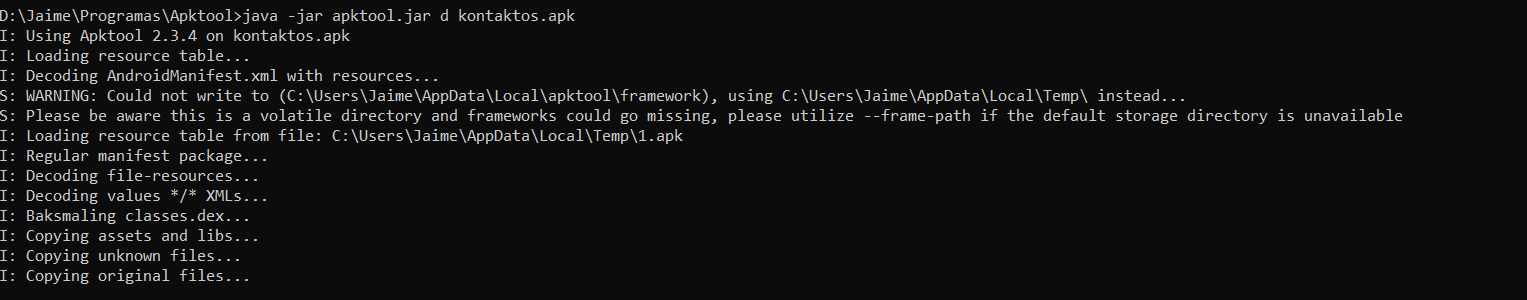 D:\Jaime\Programas\Apktool>java -jar apktool.jar d kontaktos.apk
I: Using Apktool 2.3.4 on kontaktos.apk
I: Loading resource table...
I: Decoding AndroidManifest.xml with resources...
S: WARNING: Could not write to (C:\Users\Jaime\AppData\Local\apktool\framework), using C:\Users\Jaime\AppData\Local\Temp\ instead...
S: Please be aware this is a volatile directory and frameworks could go missing, please utilize --frame-path if the default storage directory is unavailable
I: Loading resource table from file: C:\Users\Jaime\AppData\Local\Temp\1.apk
I: Regular manifest package...
I: Decoding file-resources...
I: Decoding values */* XMLs...
I: Baksmaling classes.dex...
I: Copying assets and libs...
I: Copying unknown files...
I: Copying original files...